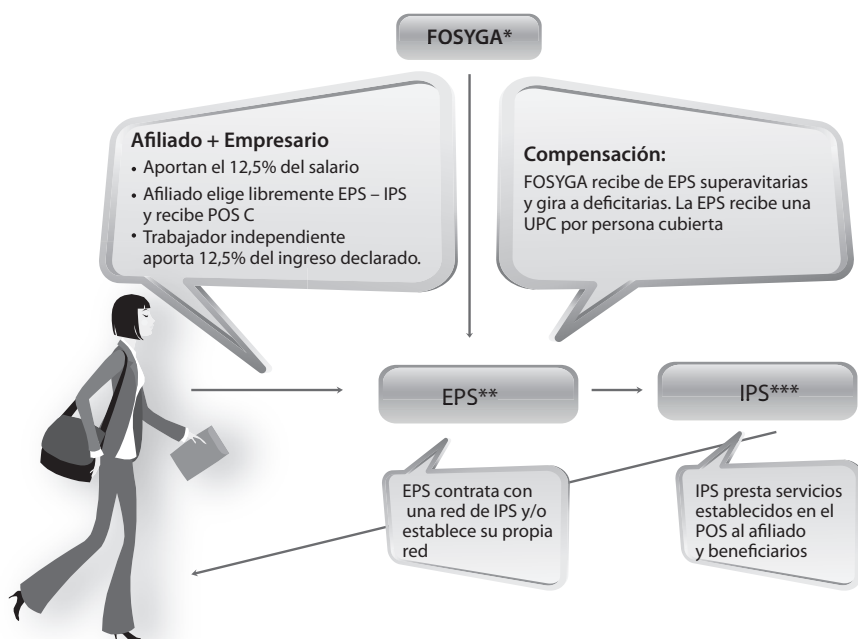 FOSYGA*
Afiliado + Empresario
• Aportan el 12,5% del salario
• Afiliado elige libremente EPS – IPS
y recibe POS C
• Trabajador independiente
aporta 12,5% del ingreso declarado.
Compensación:
FOSYGA recibe de EPS superavitarias
y gira a deficitarias. La EPS recibe una
UPC por persona cubierta
EPS**
IPS***
EPS contrata con
una red de IPS y/o
establece su propia
red
IPS presta servicios
establecidos en el
POS al afiliado
y beneficiarios